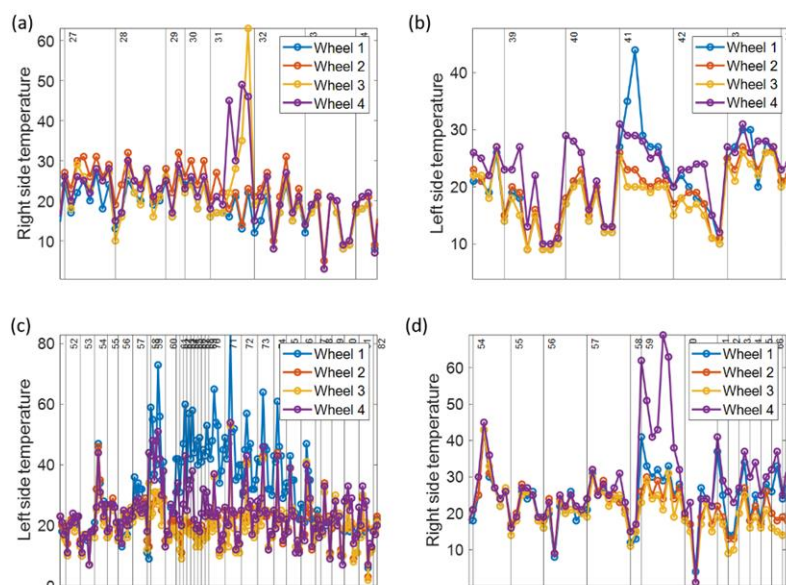 (a)
Right side temperature
60
50
40
30
20
10
27
28
29
30
31
32
Wheel 1
Wheel 2
Wheel 3
Wheel 4
(b)
Left side temperature
40
30
20
10
39
40
41
42
Wheel 1
Wheel 2
Wheel 3
Wheel 4
(c)
Left side temperature
80
60
40
20
0
52
53
54
55
56
57
58
60
70
71
72
73
82
Wheel 1
Wheel 2
Wheel 3
Wheel 4
(d)
Right side temperature
60
50
40
30
20
10
54
55
56
57
58
59
Wheel 1
Wheel 2
Wheel 3
Wheel 4